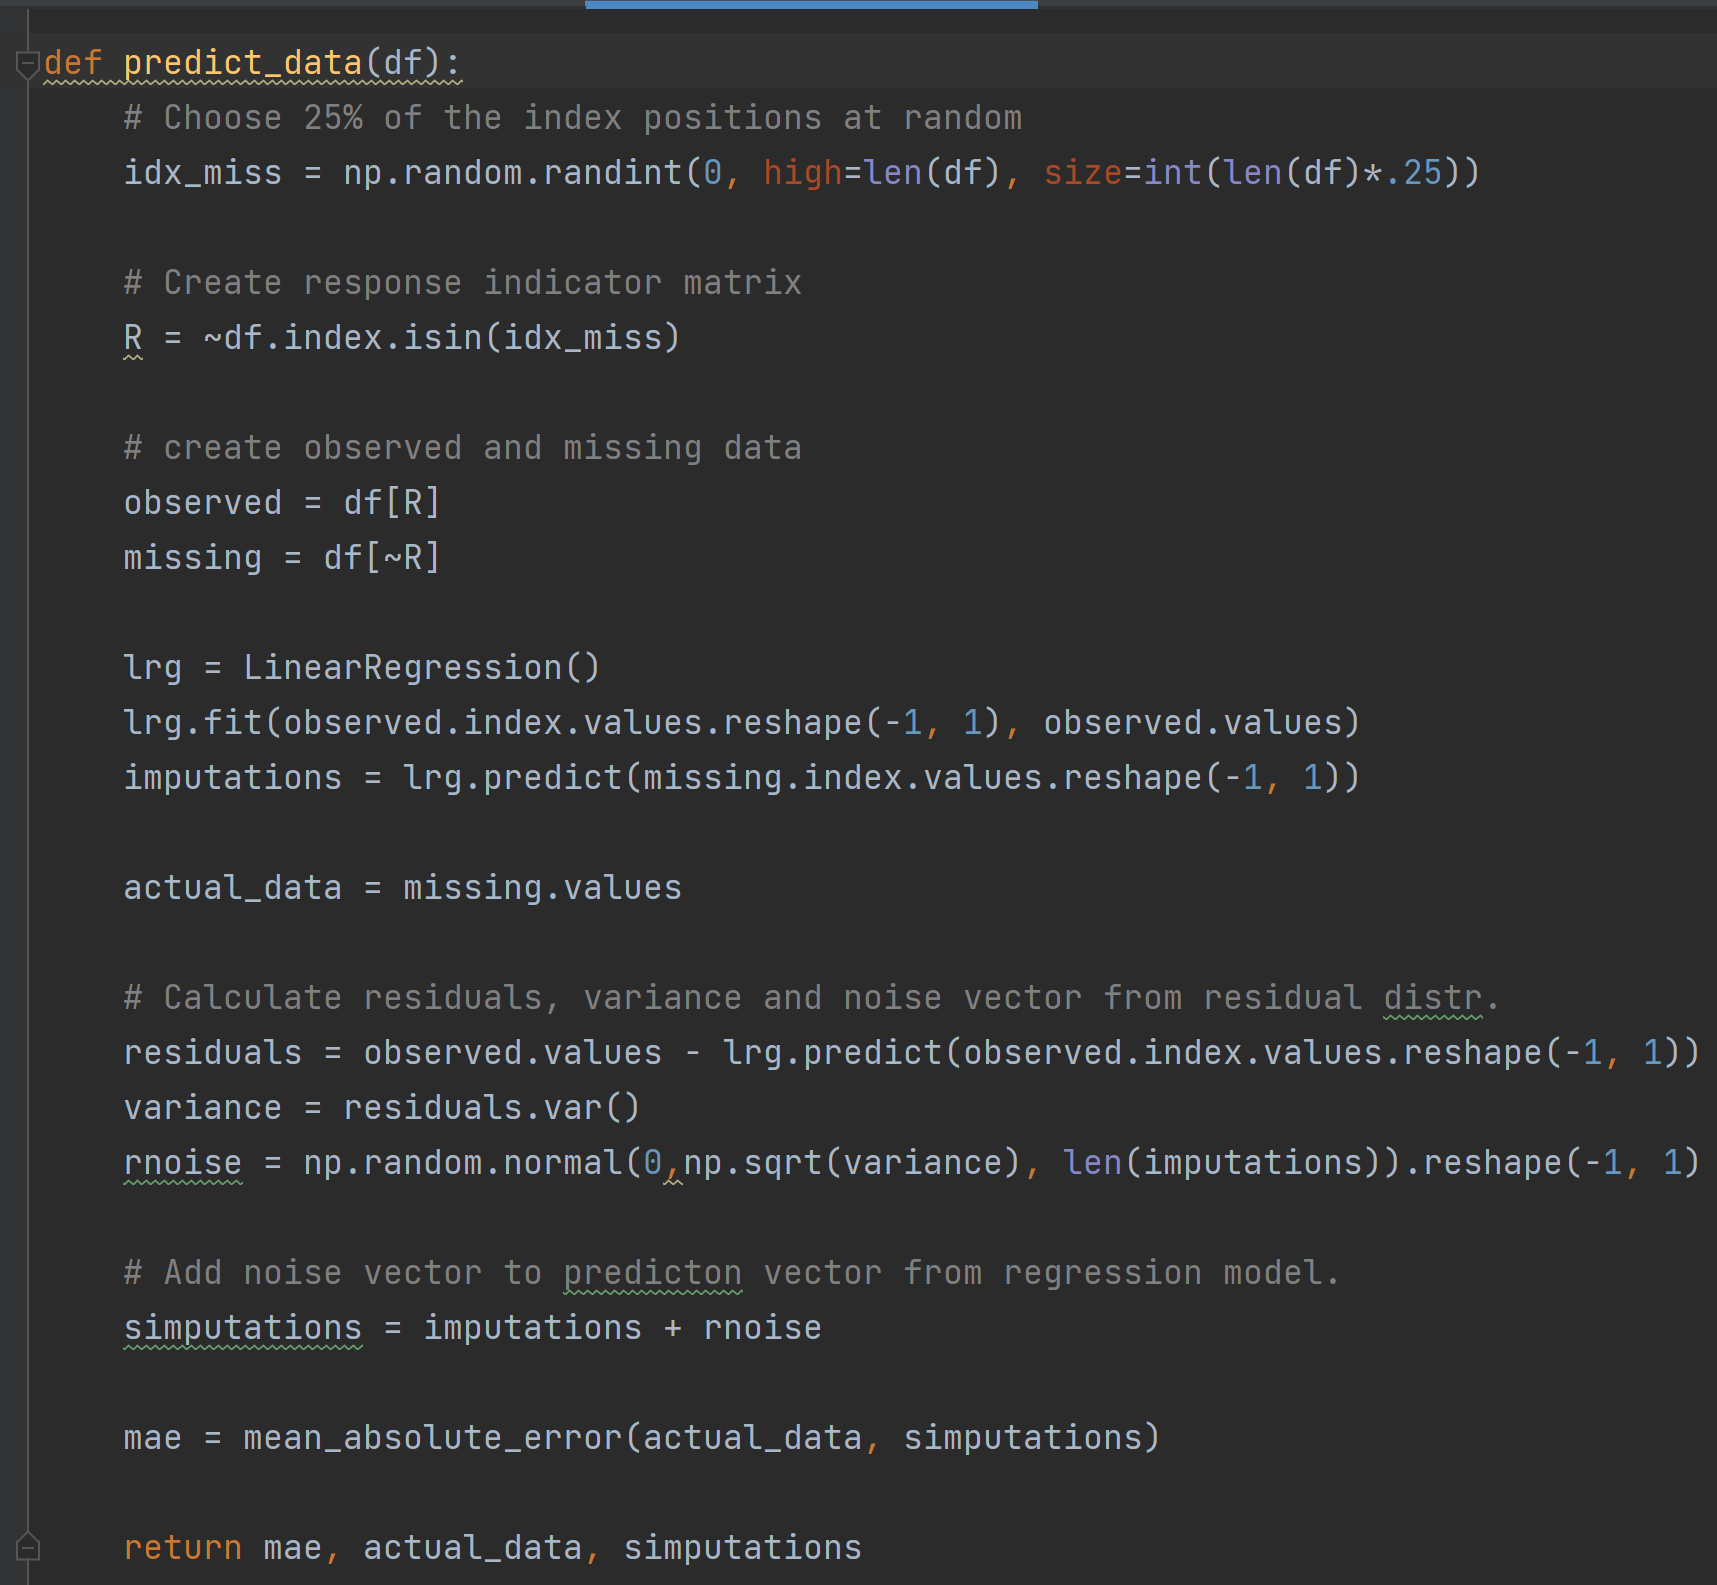 def predict_data(df):
# Choose 25% of the index positions at random
idx_miss = np.random.randint(0, high=len(df), size=int(len(df)*.25))
# Create response indicator matrix
R = ~df.index.isin(idx_miss)
# create observed and missing data
observed = df[R]
missing = df[~R]
lrg = LinearRegression()
lrg.fit(observed.index.values.reshape(-1, 1), observed.values)
imputations = lrg.predict(missing.index.values.reshape(-1, 1))
actual_data = missing.values
# Calculate residuals, variance and noise vector from residual distr.
residuals = observed.values - lrg.predict(observed.index.values.reshape(-1, 1))
variance = residuals.var()
rnoise = np.random.normal(0,np.sqrt(variance), len(imputations)).reshape(-1, 1)
# Add noise vector to predicton vector from regression model.
simputations = imputations + rnoise
mae = mean_absolute_error(actual_data, simputations)
return mae, actual_data, simputations